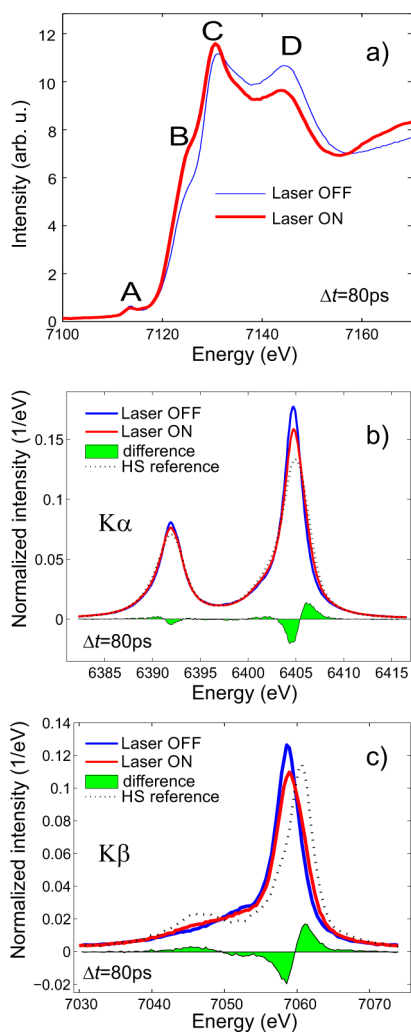 a)
C
D
B
A
Laser OFF
Laser ON
Δt=80ps
Intensity (arb. u.)
12
10
8
6
4
2
0
7100 7120 7140 7160
Energy (eV)
b)
Laser OFF
Laser ON
difference
HS reference
Kα
Δt=80ps
Normalized intensity (1/eV)
0.15
0.1
0.05
0
6385 6390 6395 6400 6405 6410 6415
Energy (eV)
c)
Laser OFF
Laser ON
difference
HS reference
Kβ
Δt=80ps
Normalized intensity (1/eV)
0.14
0.12
0.1
0.08
0.06
0.04
0.02
0
−0.02
7030 7040 7050 7060 7070
Energy (eV)